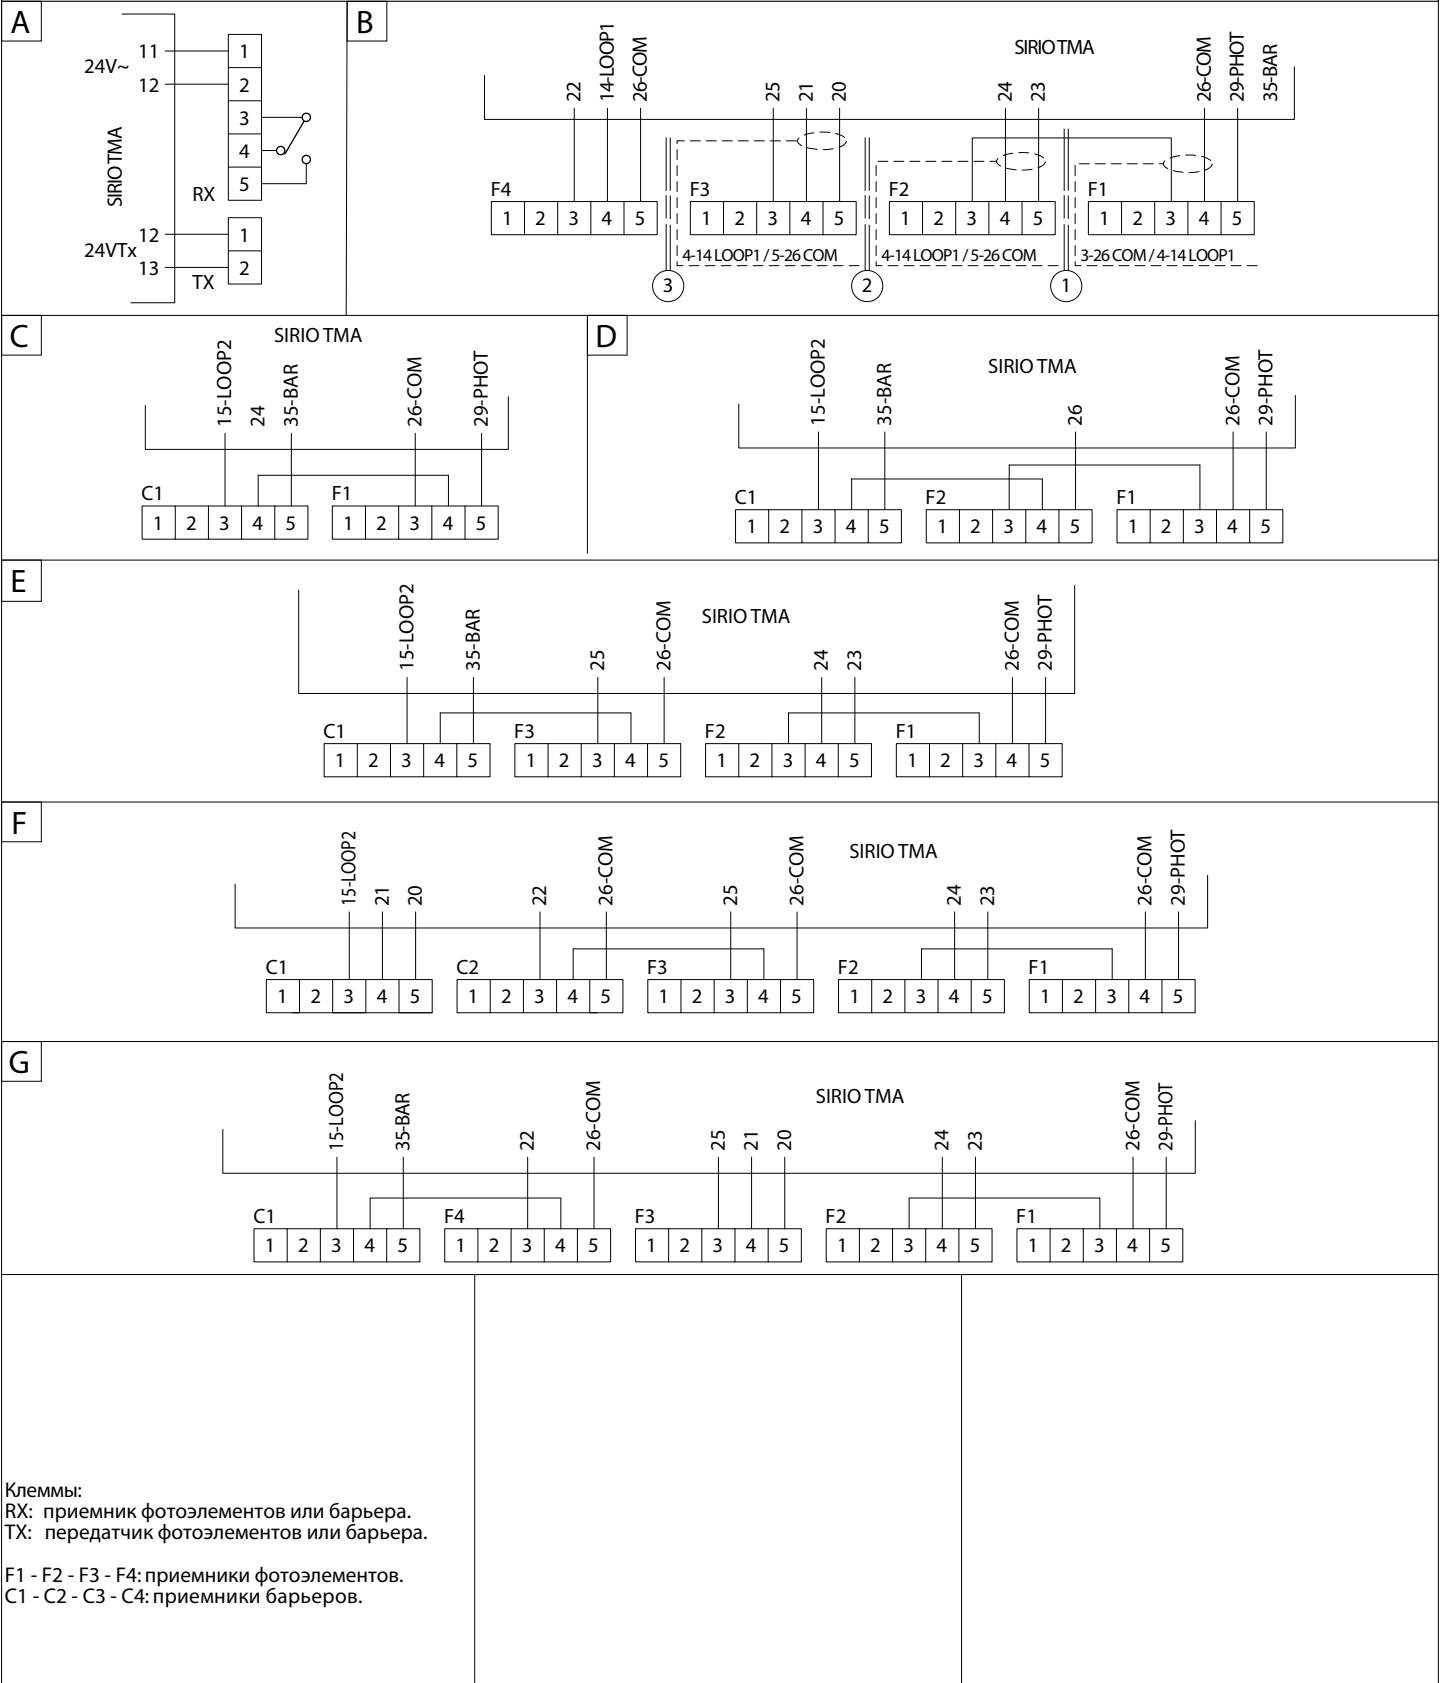 A
24V~
11
12
SIRIO TMA
RX
1
2
3
4
5
24VTx
12
13
TX
1
2
B
SIRIO TMA
22
14-LOOP1
26-COM
25
21
20
24
23
26-COM
29-PHOT
35-BAR
F4
F3
F2
F1
1 2 3 4 5
1 2 3 4 5
1 2 3 4 5
1 2 3 4 5
4-14 LOOP1 / 5-26 COM
4-14 LOOP1 / 5-26 COM
3-26 COM / 4-14 LOOP1
3
2
1
C
SIRIO TMA
15-LOOP2
24
35-BAR
26-COM
29-PHOT
C1
F1
1 2 3 4 5
1 2 3 4 5
D
SIRIO TMA
15-LOOP2
35-BAR
26
26-COM
29-PHOT
C1
F2
F1
1 2 3 4 5
1 2 3 4 5
1 2 3 4 5
E
SIRIO TMA
15-LOOP2
35-BAR
25
26-COM
24
23
26-COM
29-PHOT
C1
F3
F2
F1
1 2 3 4 5
1 2 3 4 5
1 2 3 4 5
1 2 3 4 5
F
SIRIO TMA
15-LOOP2
21
20
22
26-COM
25
26-COM
24
23
26-COM
29-PHOT
C1
C2
F3
F2
F1
1 2 3 4 5
1 2 3 4 5
1 2 3 4 5
1 2 3 4 5
1 2 3 4 5
G
SIRIO TMA
15-LOOP2
35-BAR
22
26-COM
25
21
20
24
23
26-COM
29-PHOT
C1
F4
F3
F2
F1
1 2 3 4 5
1 2 3 4 5
1 2 3 4 5
1 2 3 4 5
1 2 3 4 5
Клеммы:
RX: приемник фотоэлементов или барьера.
TX: передатчик фотоэлементов или барьера.
F1 - F2 - F3 - F4: приемники фотоэлементов.
C1 - C2 - C3 - C4: приемники барьеров.